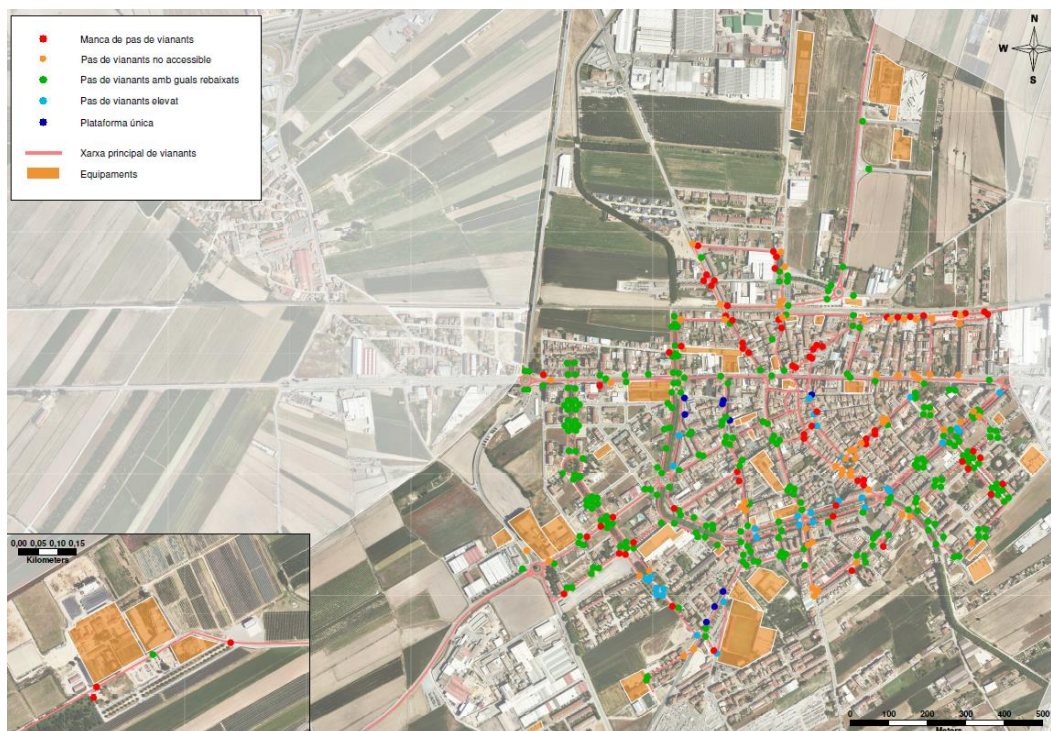 Manca de pas de vianants
Pas de vianants no accessible
Pas de vianants amb guals rebaixats
Pas de vianants elevat
Plataforma única
Xarxa principal de vianants
Equipaments
N
W
S
0,00 0,05 0,10 0,15
Kilometers
0 100 200 300 400 500
Meters